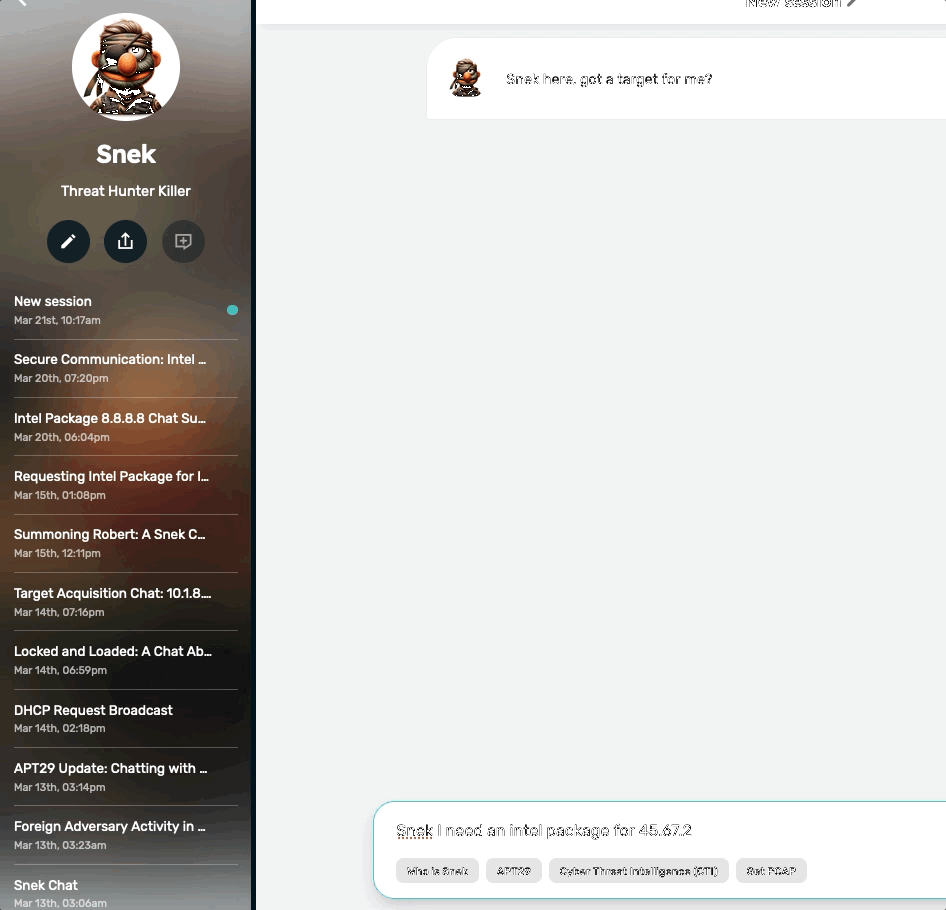 Snek
Threat Hunter Killer
New session
Mar 21st, 10:17am
Secure Communication: Intel ...
Mar 20th, 07:20pm
Intel Package 8.8.8.8 Chat Su...
Mar 20th, 06:04pm
Requesting Intel Package for I...
Mar 15th, 01:08pm
Summoning Robert: A Snek C...
Mar 15th, 12:11pm
Target Acquisition Chat: 10.1.8....
Mar 14th, 07:16pm
Locked and Loaded: A Chat Ab...
Mar 14th, 06:59pm
DHCP Request Broadcast
Mar 14th, 02:18pm
APT29 Update: Chatting with ...
Mar 13th, 03:14pm
Foreign Adversary Activity in ...
Mar 13th, 03:23am
Snek Chat
Mar 13th, 03:06am
New session
Snek here, got a target for me?
Snek I need an intel package for 45.67.2
Who is Snek APT29 Cyber Threat Intelligence (CTI) Get PCAP